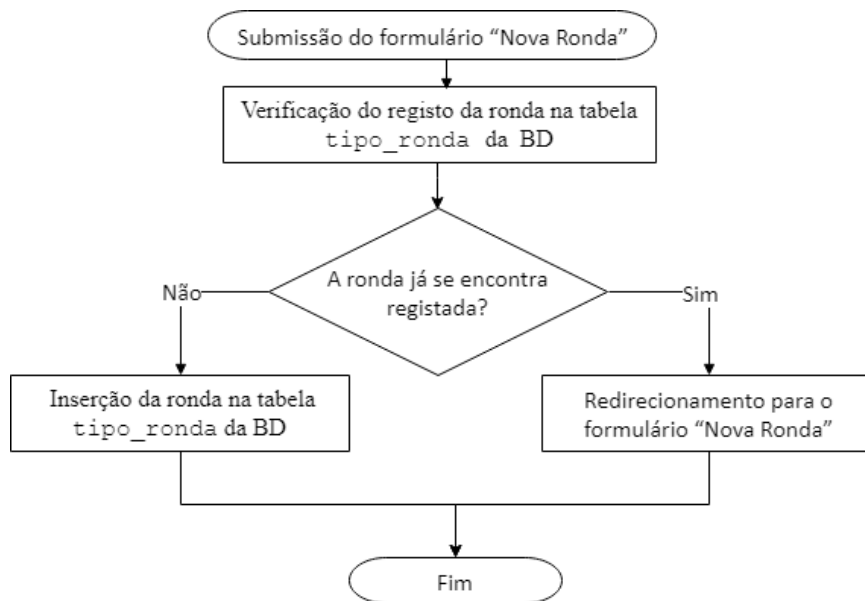 Submissão do formulário “Nova Ronda”
Verificação do registo da ronda na tabela
tipo_ronda da BD
A ronda já se encontra
registada?
Não
Sim
Inserção da ronda na tabela
tipo_ronda da BD
Redirecionamento para o
formulário “Nova Ronda”
Fim